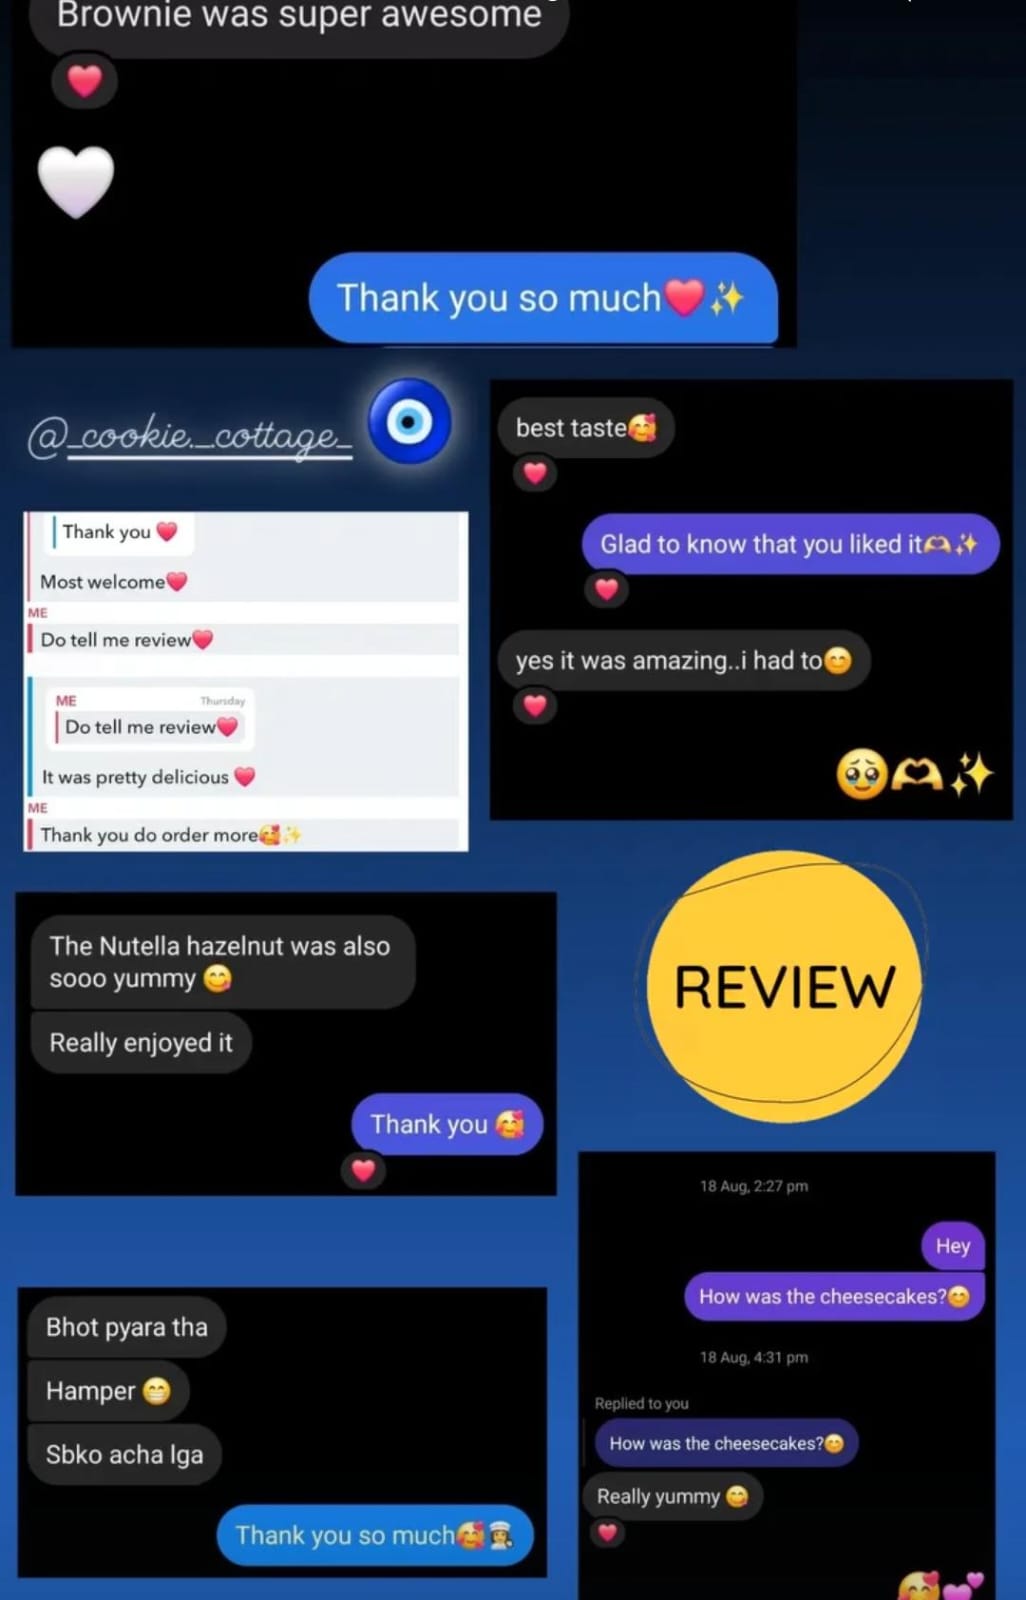 Brownie was super awesome
Thank you so much❤️✨
@_cookie._cottage_
Thank you ❤️
Most welcome❤️
ME
Do tell me review❤️
ME
Thursday
Do tell me review❤️
It was pretty delicious ❤️
ME
Thank you do order more🥰✨
best taste🥰
Glad to know that you liked it🫶✨
yes it was amazing..i had to😊
The Nutella hazelnut was also
sooo yummy 😋
Really enjoyed it
Thank you 🥰
REVIEW
Bhot pyara tha
Hamper 😁
Sbko acha lga
Thank you so much🥰👩‍🍳
18 Aug, 2:27 pm
Hey
How was the cheesecakes?😊
18 Aug, 4:31 pm
Replied to you
How was the cheesecakes?😊
Really yummy 😋